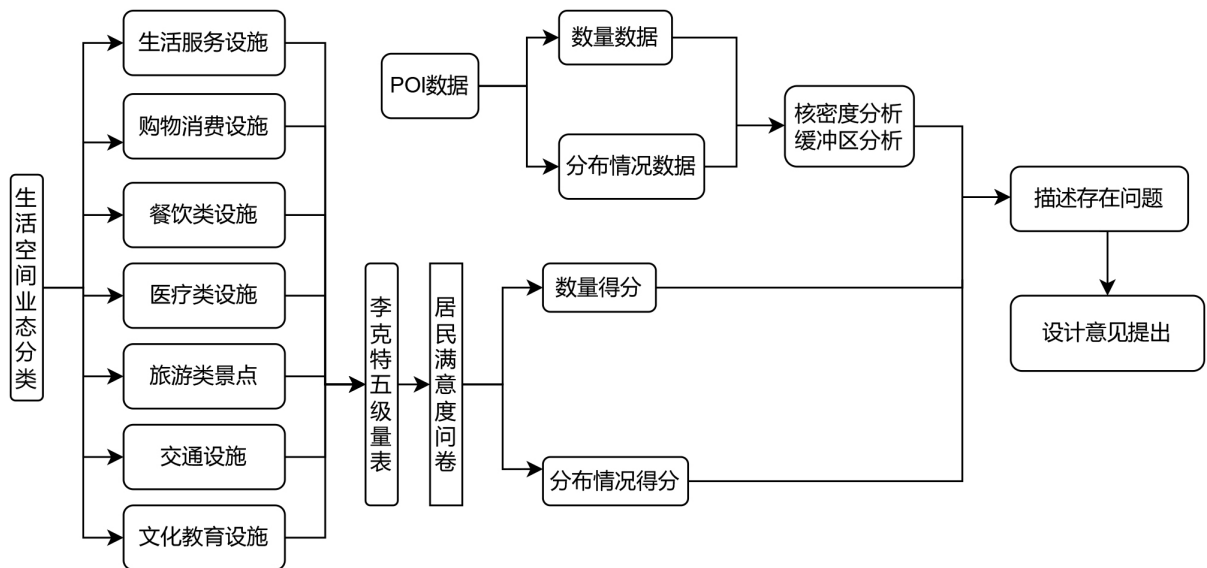 生活空间业态分类
生活服务设施
购物消费设施
餐饮类设施
医疗类设施
旅游类景点
交通设施
文化教育设施
李克特五级量表
居民满意度问卷
POI数据
数量数据
分布情况数据
核密度分析
缓冲区分析
数量得分
分布情况得分
描述存在问题
设计意见提出